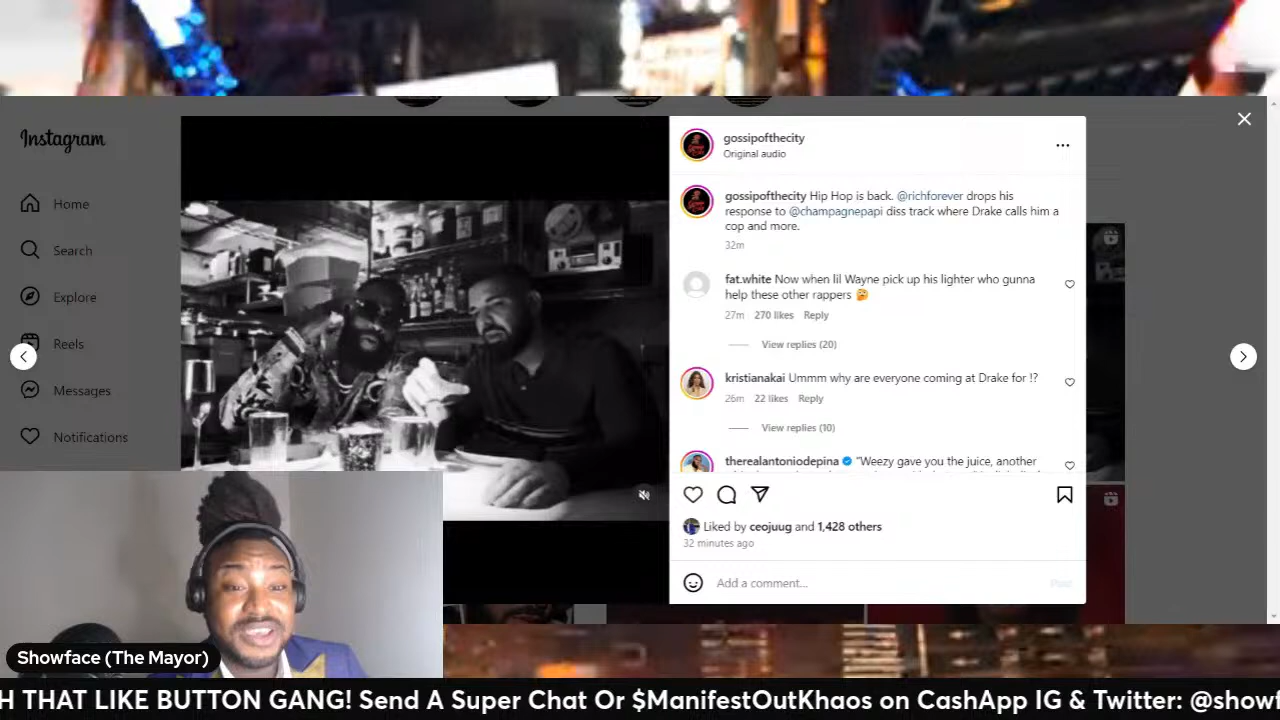 Instagram
Home
Search
Explore
Reels
Messages
Notifications
gossipofthecity
Original audio
gossipofthecity Hip Hop is back. @richforever drops his
response to @champagnepapi diss track where Drake calls him a
cop and more.
32m
fat.white Now when lil Wayne pick up his lighter who gunna
help these other rappers 🤔
27m 270 likes Reply
View replies (20)
kristianakai Ummm why are everyone coming at Drake for !?
26m 22 likes Reply
View replies (10)
therealantoniodepina "Weezy gave you the juice, another
Liked by ceojuug and 1,428 others
32 minutes ago
Add a comment...
Post
Showface (The Mayor)
H THAT LIKE BUTTON GANG! Send A Super Chat Or $ManifestOutKhaos on CashApp IG & Twitter: @showf